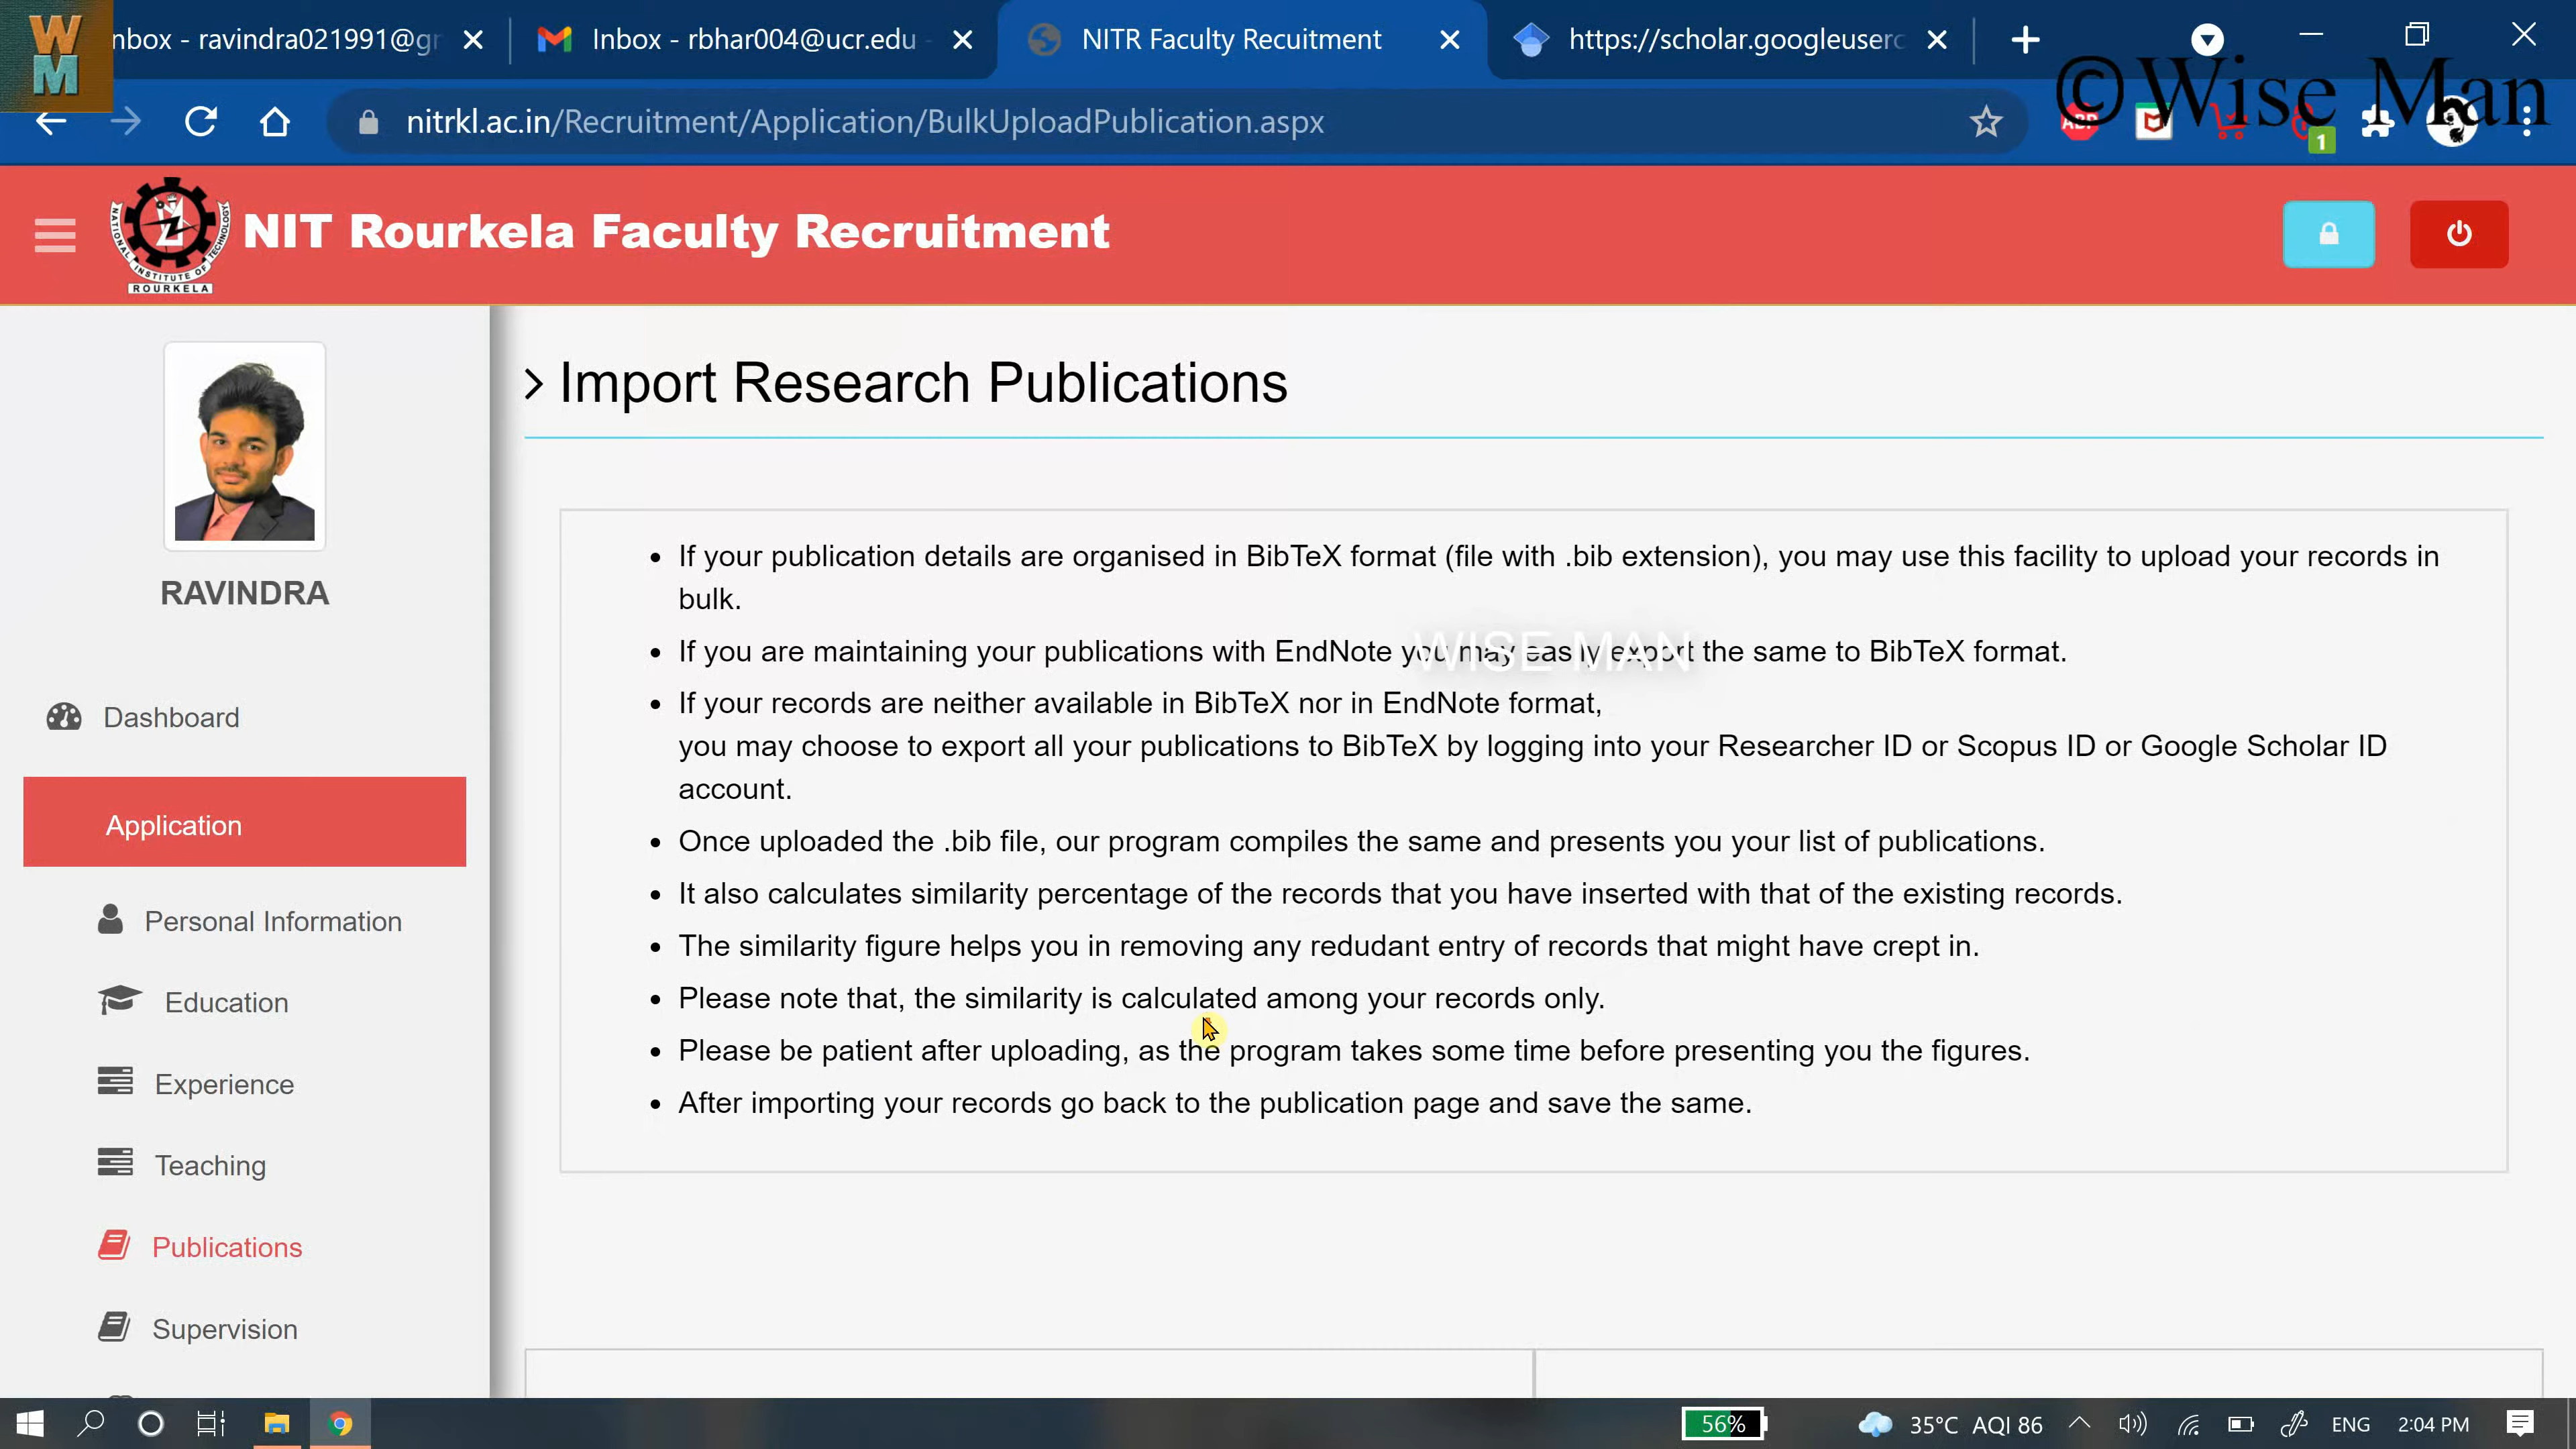 WM
nbox - ravindra021991@gr
Inbox - rbhar004@ucr.edu -
NITR Faculty Recuitment
https://scholar.googleuserc
©Wise Man
nitrkl.ac.in/Recruitment/Application/BulkUploadPublication.aspx
ABP
1
NATIONAL INSTITUTE OF TECHNOLOGY
ROURKELA
NIT Rourkela Faculty Recruitment
RAVINDRA
Dashboard
Application
Personal Information
Education
Experience
Teaching
Publications
Supervision
Import Research Publications
• If your publication details are organised in BibTeX format (file with .bib extension), you may use this facility to upload your records in
bulk.
• If you are maintaining your publications with EndNote you may easily export the same to BibTeX format.
WISE MAN
• If your records are neither available in BibTeX nor in EndNote format,
you may choose to export all your publications to BibTeX by logging into your Researcher ID or Scopus ID or Google Scholar ID
account.
• Once uploaded the .bib file, our program compiles the same and presents you your list of publications.
• It also calculates similarity percentage of the records that you have inserted with that of the existing records.
• The similarity figure helps you in removing any redudant entry of records that might have crept in.
• Please note that, the similarity is calculated among your records only.
• Please be patient after uploading, as the program takes some time before presenting you the figures.
• After importing your records go back to the publication page and save the same.
56%
35°C AQI 86
ENG
2:04 PM